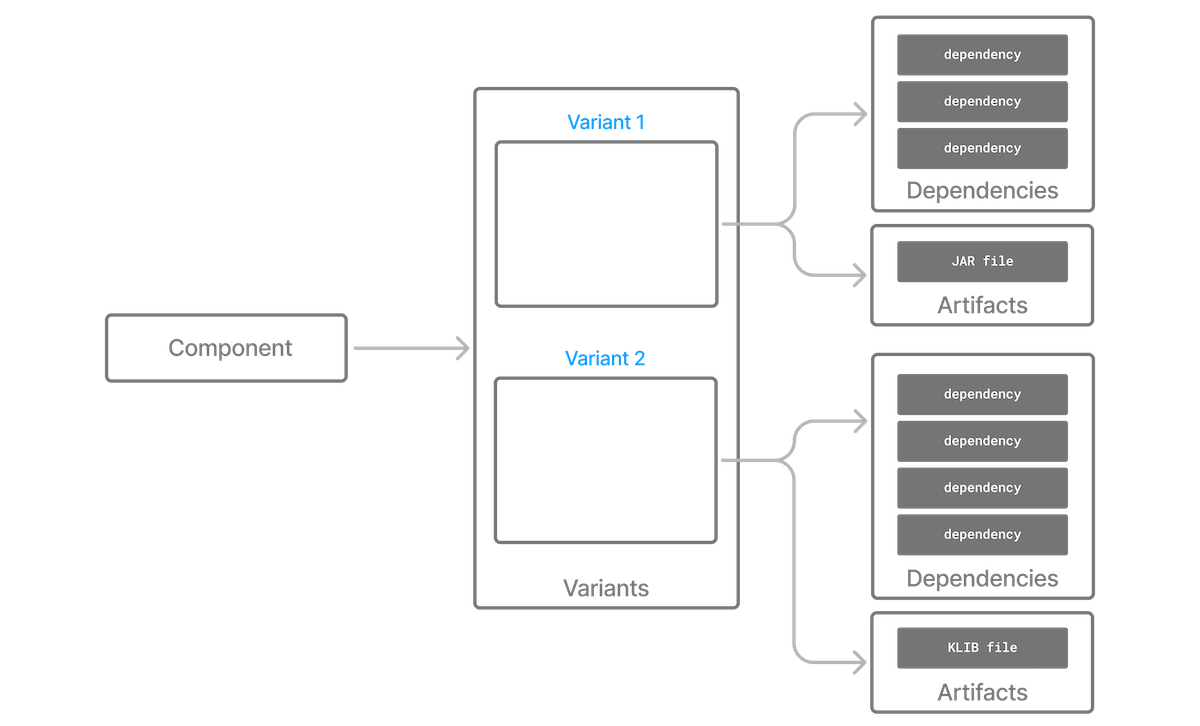 Component
Variant 1
Variant 2
Variants
dependency
dependency
dependency
Dependencies
JAR file
Artifacts
dependency
dependency
dependency
dependency
Dependencies
KLIB file
Artifacts